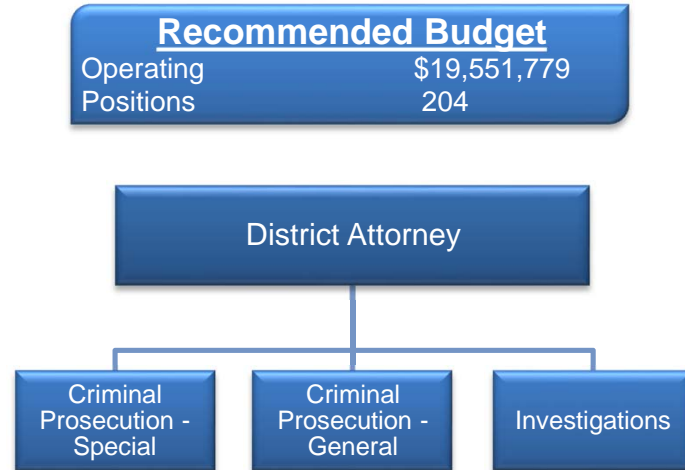 Recommended Budget
Operating $19,551,779
Positions 204
District Attorney
Criminal
Prosecution -
Special
Criminal
Prosecution -
General
Investigations